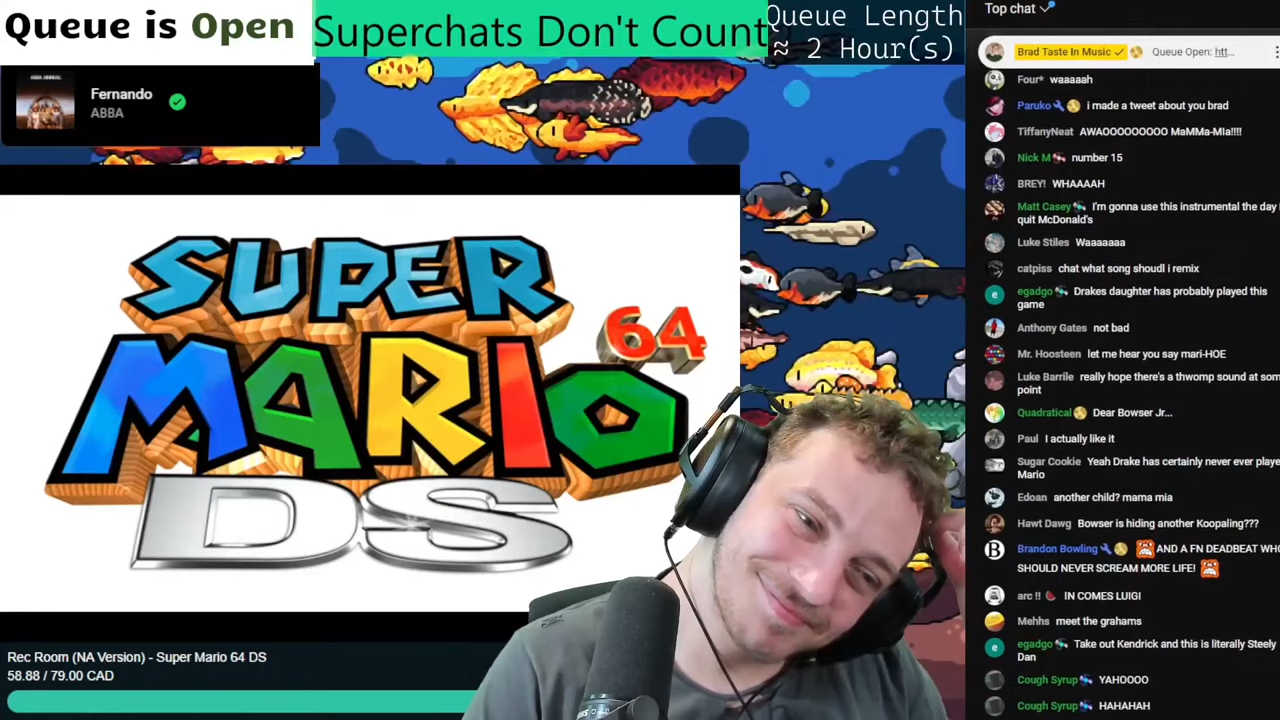 Queue is Open
Superchats Don't Count
Queue Length
≈ 2 Hour(s)
Fernando
ABBA
SUPER
MARIO
64
DS
Rec Room (NA Version) - Super Mario 64 DS
58.88 / 79.00 CAD
Top chat
Brad Taste In Music Queue Open: htt...
Four* waaaaah
Paruko i made a tweet about you brad
TiffanyNeat AWAOOOOOOOO MaMMa-MIa!!!!
Nick M number 15
BREY! WHAAAAH
Matt Casey I'm gonna use this instrumental the day I
quit McDonald's
Luke Stiles Waaaaaaa
catpiss chat what song shoudl i remix
e
egadgo Drakes daughter has probably played this
game
Anthony Gates not bad
Mr. Hoosteen let me hear you say mari-HOE
Luke Barrile really hope there's a thwomp sound at som
point
Quadratical Dear Bowser Jr...
Paul I actually like it
Sugar Cookie Yeah Drake has certainly never ever playe
Mario
Edoan another child? mama mia
Hawt Dawg Bowser is hiding another Koopaling???
B
Brandon Bowling AND A FN DEADBEAT WHO
SHOULD NEVER SCREAM MORE LIFE!
arc !! IN COMES LUIGI
Mehhs meet the grahams
e
egadgo Take out Kendrick and this is literally Steely
Dan
Cough Syrup YAHOOOO
Cough Syrup HAHAHAH